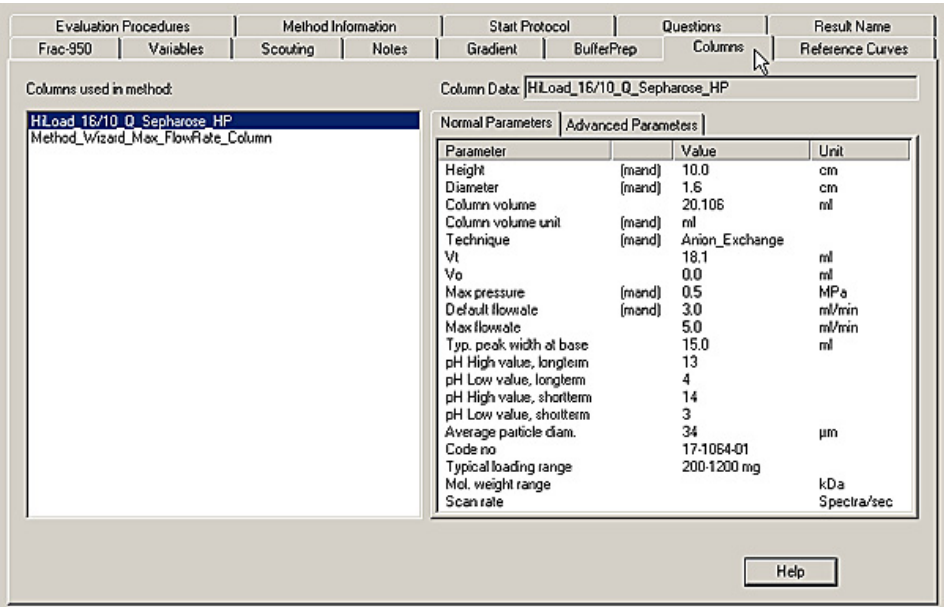 Evaluation Procedures Method Information Start Protocol Questions Result Name
Frac-950 Variables Scouting Notes Gradient BufferPrep Columns Reference Curves
Columns used in method:
HiLoad_16/10_Q_Sepharose_HP
Method_Wizard_Max_FlowRate_Column
Column Data: HiLoad_16/10_Q_Sepharose_HP
Normal Parameters Advanced Parameters
Parameter Value Unit
Height (mand) 10.0 cm
Diameter (mand) 1.6 cm
Column volume 20.106 ml
Column volume unit (mand) ml
Technique (mand) Anion_Exchange
Vt 18.1 ml
Vo 0.0 ml
Max pressure (mand) 0.5 MPa
Default flowrate (mand) 3.0 ml/min
Max flowrate 5.0 ml/min
Typ. peak width at base 15.0 ml
pH High value, longterm 13
pH Low value, longterm 4
pH High value, shortterm 14
pH Low value, shortterm 3
Average particle diam. 34 µm
Code no 17-1064-01
Typical loading range 200-1200 mg
Mol. weight range kDa
Scan rate Spectra/sec
Help